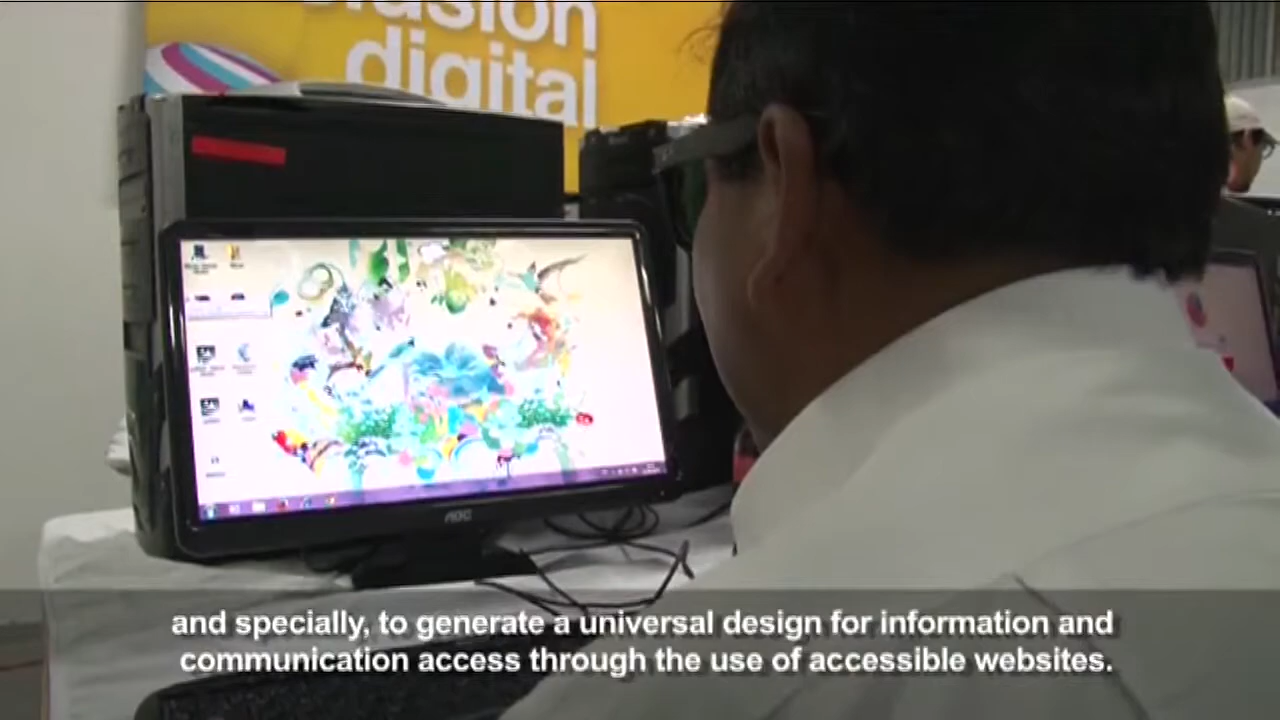 digital
AOC
and specially, to generate a universal design for information and
communication access through the use of accessible websites.